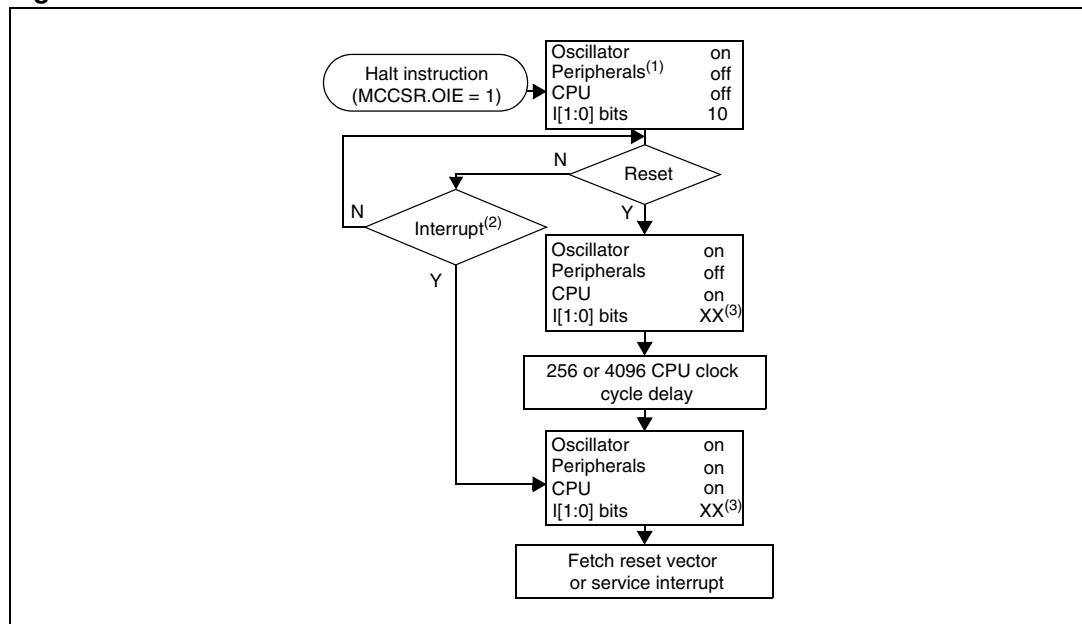 Halt instruction
(MCCSR.OIE = 1)
Oscillator on
Peripherals(1) off
CPU off
I[1:0] bits 10
N
Reset
N
Interrupt(2)
Y
Y
Oscillator on
Peripherals off
CPU on
I[1:0] bits XX(3)
256 or 4096 CPU clock
cycle delay
Oscillator on
Peripherals on
CPU on
I[1:0] bits XX(3)
Fetch reset vector
or service interrupt